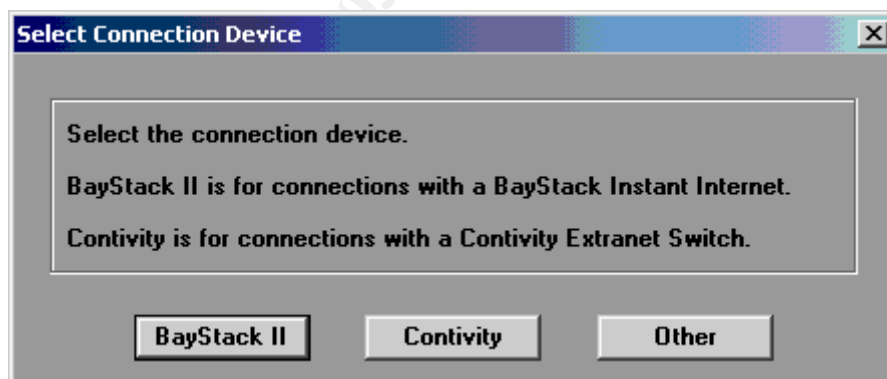 Select Connection Device
Select the connection device.
BayStack II is for connections with a BayStack Instant Internet.
Contivity is for connections with a Contivity Extranet Switch.
BayStack II
Contivity
Other